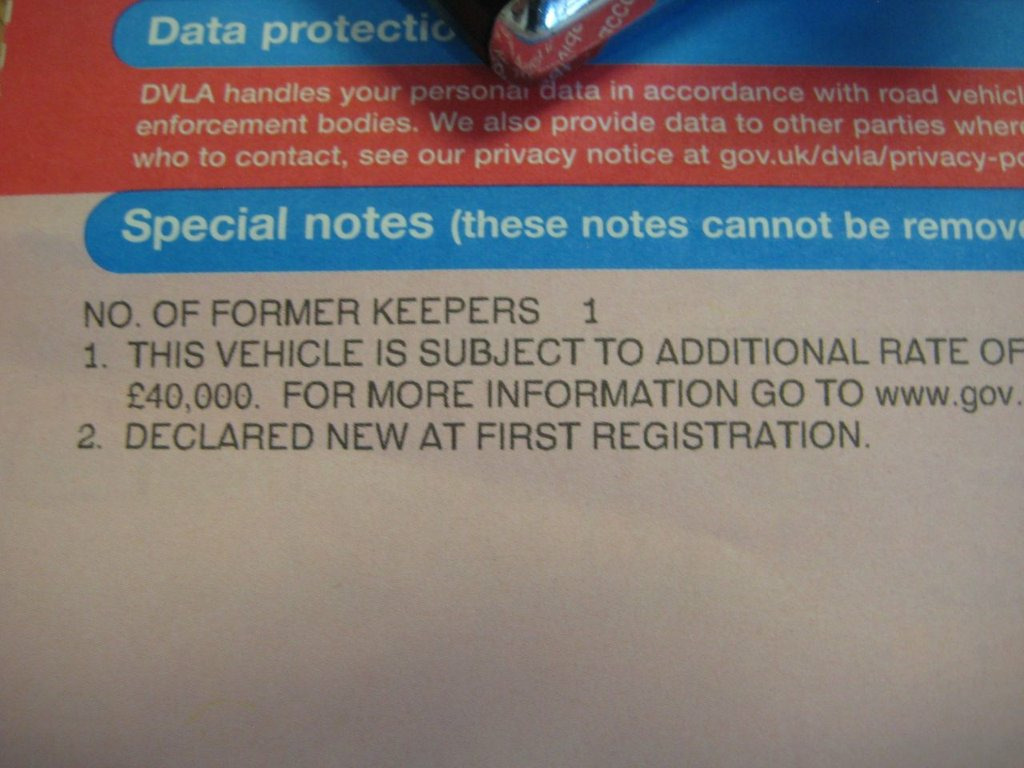 Data protectio
DVLA handles your personal data in accordance with road vehicl
enforcement bodies. We also provide data to other parties where
who to contact, see our privacy notice at gov.uk/dvla/privacy-po
Special notes (these notes cannot be remove
NO. OF FORMER KEEPERS 1
1. THIS VEHICLE IS SUBJECT TO ADDITIONAL RATE OF
£40,000. FOR MORE INFORMATION GO TO www.gov.
2. DECLARED NEW AT FIRST REGISTRATION.